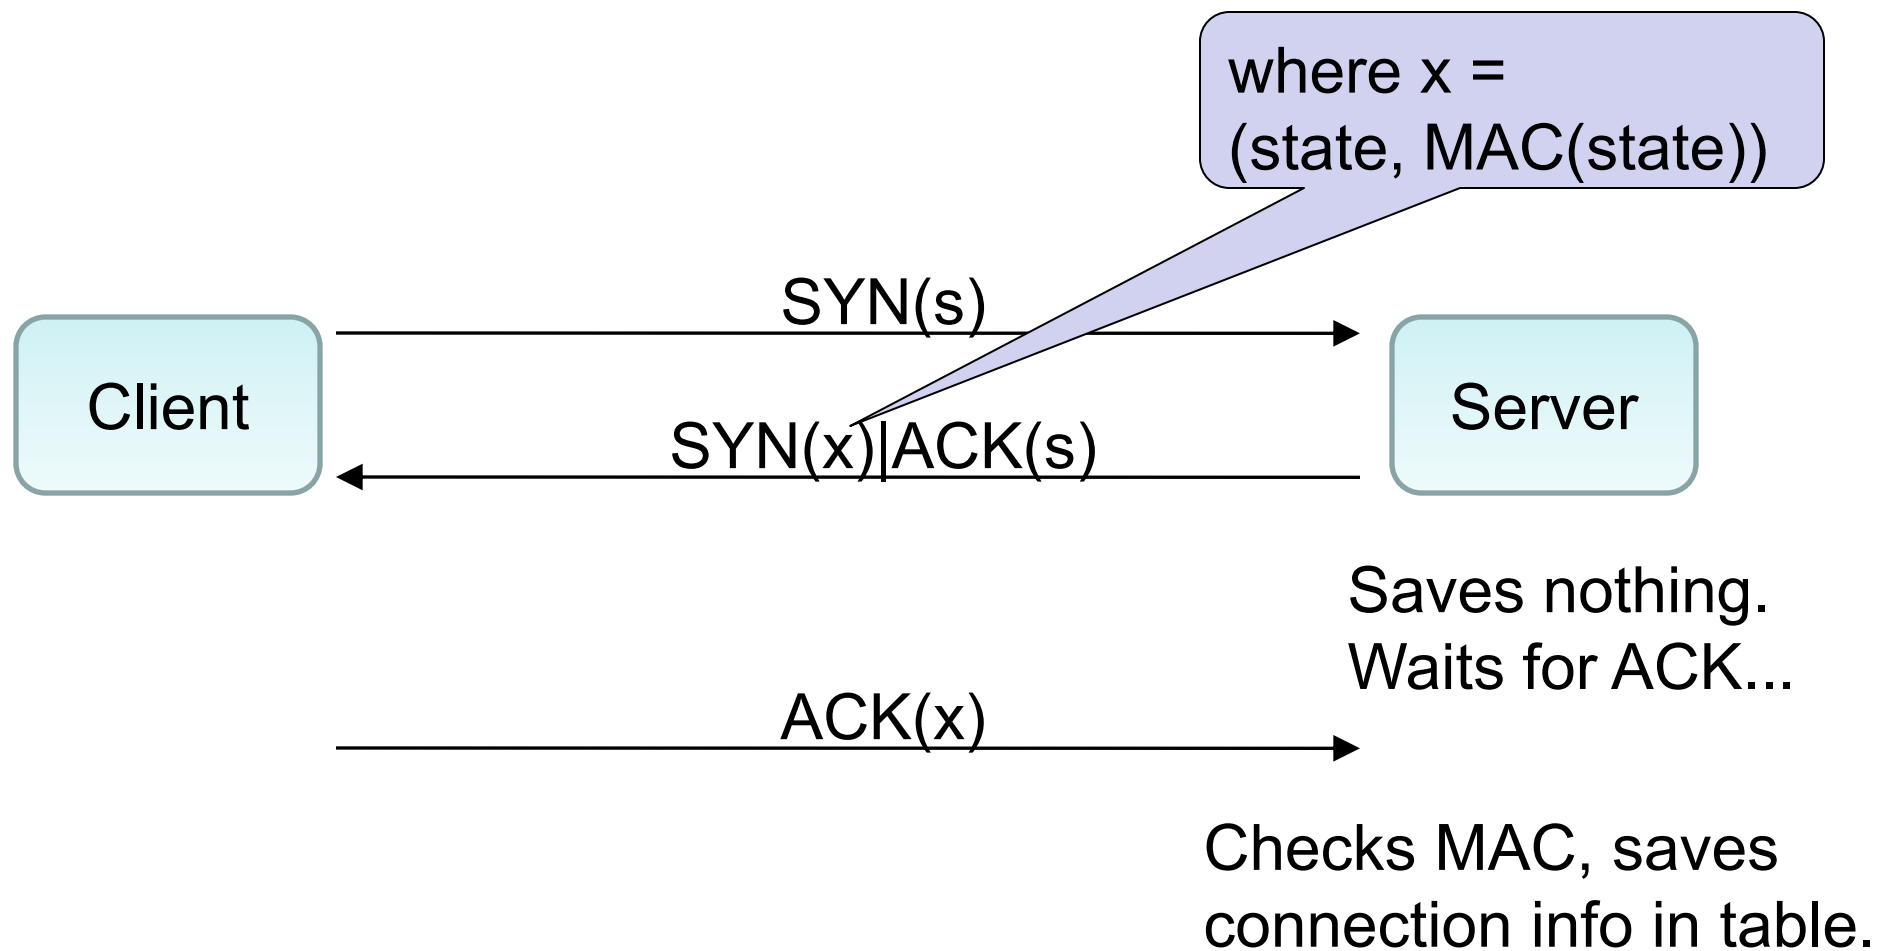 where x =
(state, MAC(state))
SYN(s)
Client
Server
SYN(x)|ACK(s)
Saves nothing.
Waits for ACK...
ACK(x)
Checks MAC, saves
connection info in table.